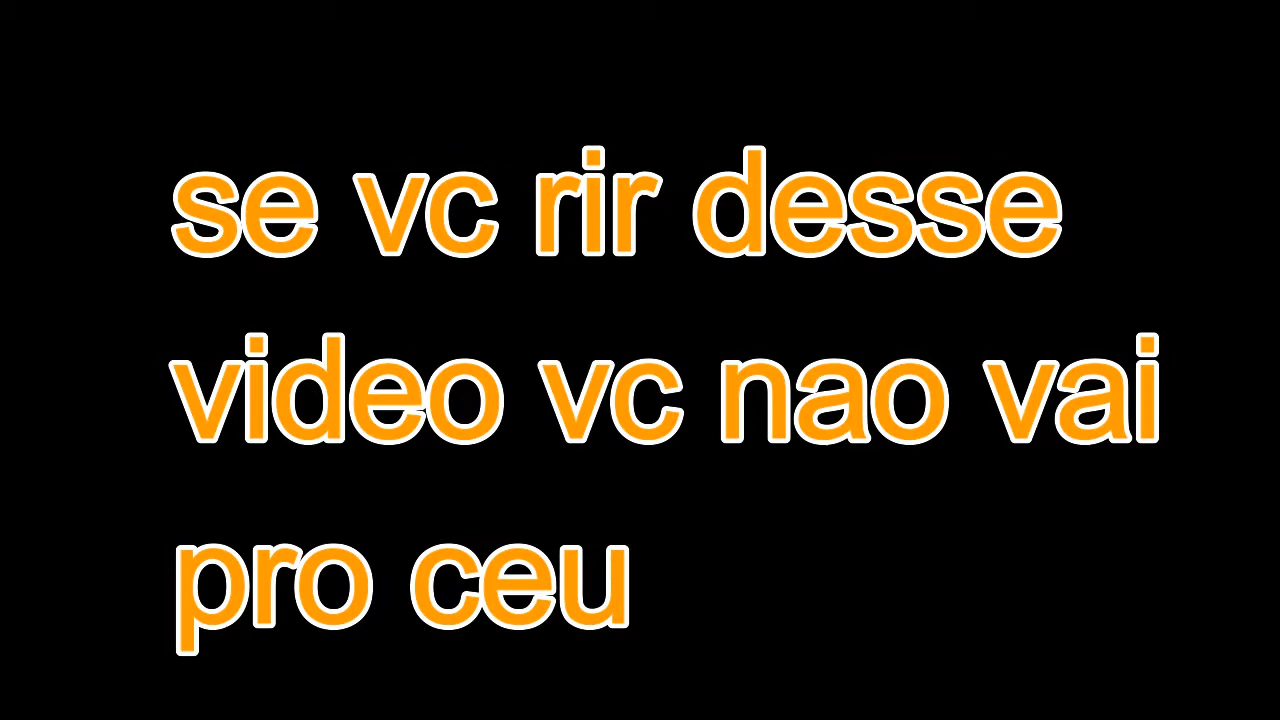 se vc rir desse
video vc nao vai
pro ceu